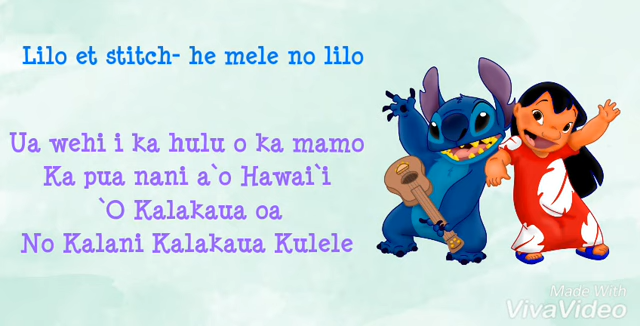 Lilo et stitch- he mele no lilo
Ua wehi i ka hulu o ka mamo
Ka pua nani a`o Hawai`i
`O Kalakaua oa
No Kalani Kalakaua Kulele
Made With
VivaVideo